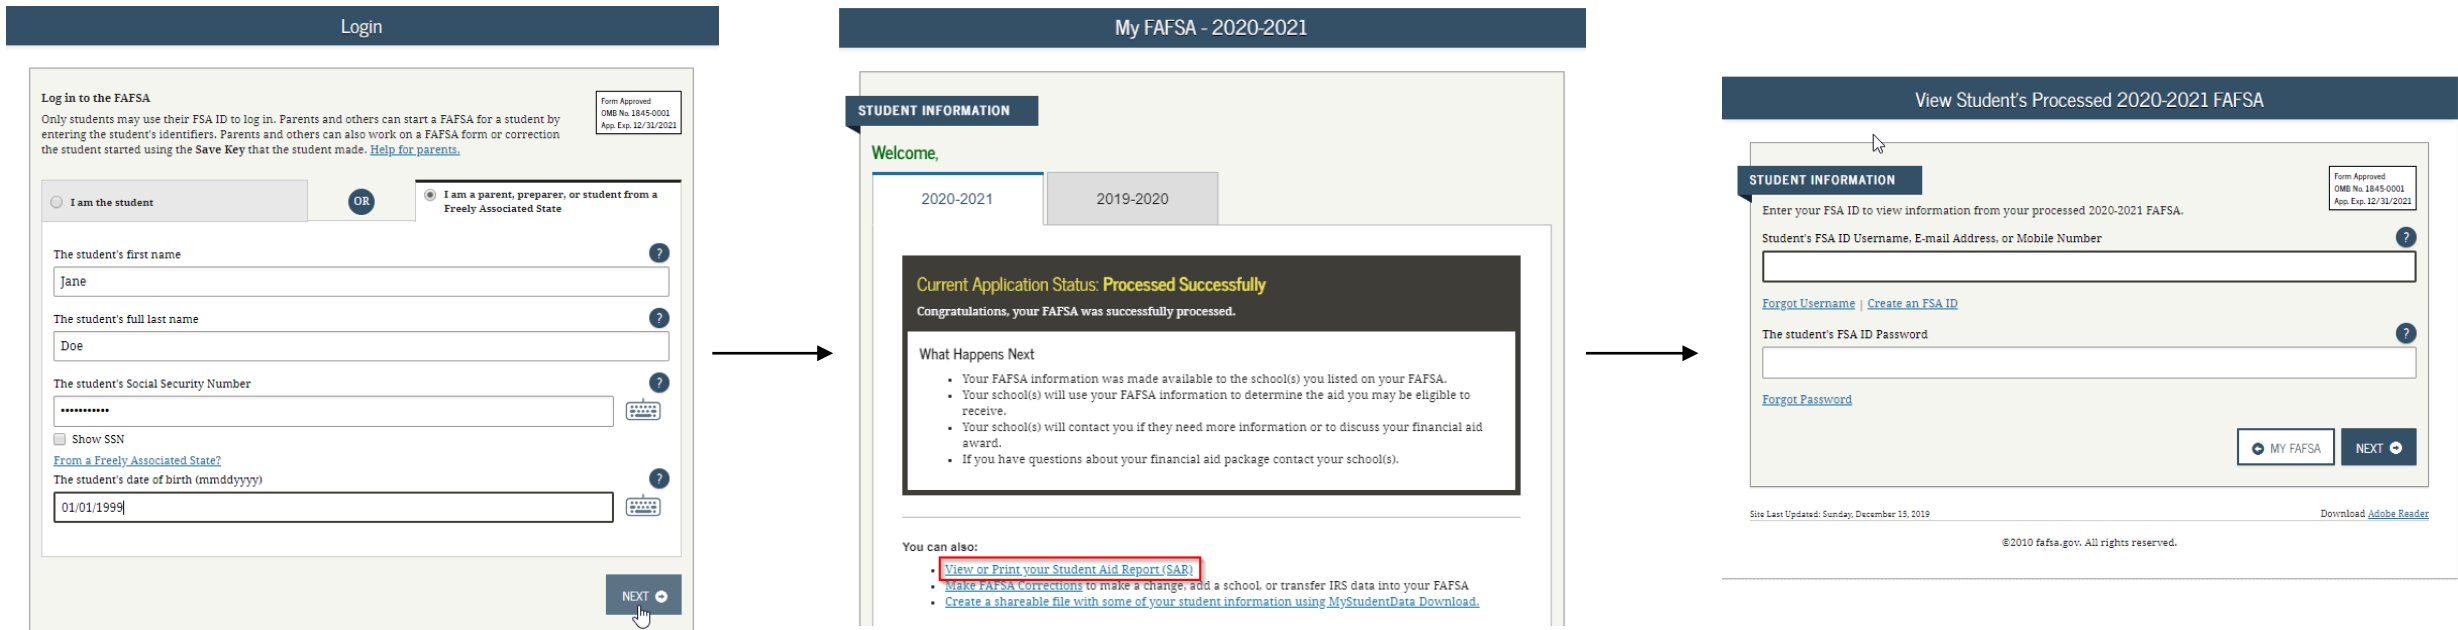 Login
Log in to the FAFSA
Only students may use their FSA ID to log in. Parents and others can start a FAFSA for a student by
entering the student's identifiers. Parents and others can also work on a FAFSA form or correction
the student started using the Save Key that the student made. Help for parents.
Form Approved
OMB No. 1845-0001
App. Exp. 12/31/2021
I am the student
OR
I am a parent, preparer, or student from a
Freely Associated State
The student's first name
?
Jane
The student's full last name
?
Doe
The student's Social Security Number
?
•••••••••••
Show SSN
From a Freely Associated State?
The student's date of birth (mmddyyyy)
?
01/01/1999
NEXT
My FAFSA - 2020-2021
STUDENT INFORMATION
Welcome,
2020-2021
2019-2020
Current Application Status: Processed Successfully
Congratulations, your FAFSA was successfully processed.
What Happens Next
• Your FAFSA information was made available to the school(s) you listed on your FAFSA.
• Your school(s) will use your FAFSA information to determine the aid you may be eligible to
receive.
• Your school(s) will contact you if they need more information or to discuss your financial aid
award.
• If you have questions about your financial aid package contact your school(s).
You can also:
• View or Print your Student Aid Report (SAR)
• Make FAFSA Corrections to make a change, add a school, or transfer IRS data into your FAFSA
• Create a shareable file with some of your student information using MyStudentData Download.
View Student's Processed 2020-2021 FAFSA
STUDENT INFORMATION
Form Approved
OMB No. 1845-0001
App. Exp. 12/31/2021
Enter your FSA ID to view information from your processed 2020-2021 FAFSA.
Student's FSA ID Username, E-mail Address, or Mobile Number
?
Forgot Username | Create an FSA ID
The student's FSA ID Password
?
Forgot Password
MY FAFSA
NEXT
Site Last Updated: Sunday, December 15, 2019
Download Adobe Reader
©2010 fafsa.gov. All rights reserved.